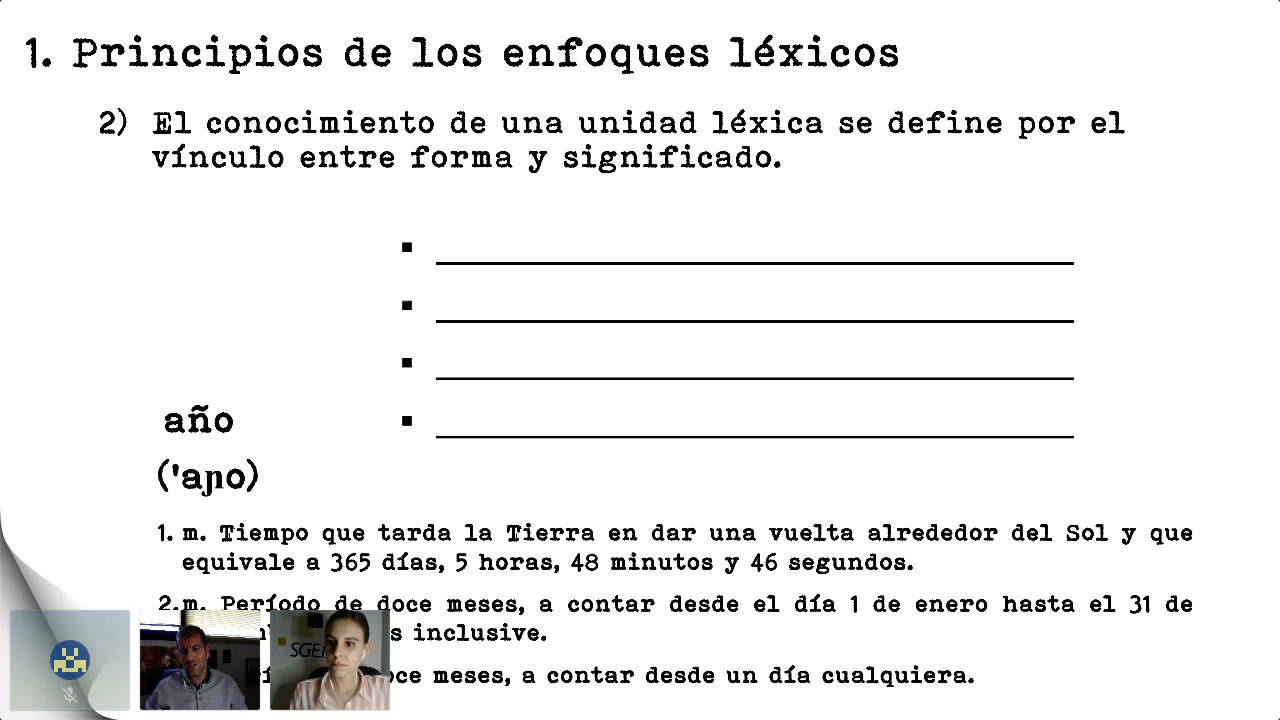 1. Principios de los enfoques léxicos
2) El conocimiento de una unidad léxica se define por el
vínculo entre forma y significado.
año
('aɲo)
1. m. Tiempo que tarda la Tierra en dar una vuelta alrededor del Sol y que
equivale a 365 días, 5 horas, 48 minutos y 46 segundos.
2.m. Período de doce meses, a contar desde el día 1 de enero hasta el 31 de
inclusive.
doce meses, a contar desde un día cualquiera.
SGEL